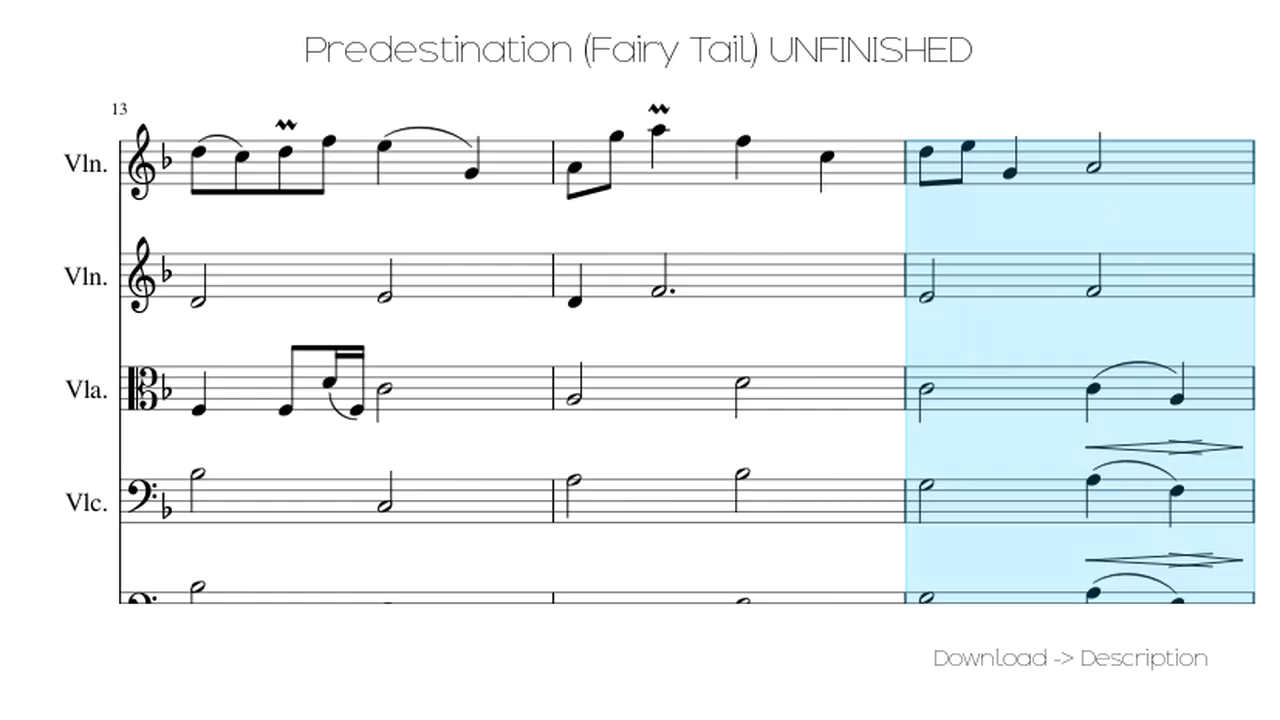 Predestination (Fairy Tail) UNFINISHED
13
Vln.
Vln.
Vla.
Vlc.
Download -> Description